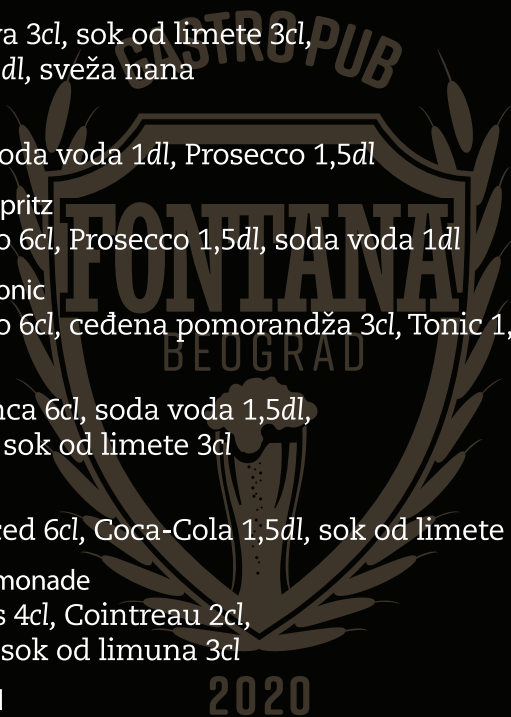 GASTRO PUB
ra 3cl, sok od limete 3cl,
dl, sveža nana
oda voda 1dl, Prosecco 1,5dl
pritz
FONTANA
o 6cl, Prosecco 1,5dl, soda voda 1dl
onic
o 6cl, ceđena pomorandža 3cl, Tonic 1,
BEOGRAD
nca 6cl, soda voda 1,5dl,
sok od limete 3cl
ced 6cl, Coca-Cola 1,5dl, sok od limete
monade
s 4cl, Cointreau 2cl,
sok od limuna 3cl
2020